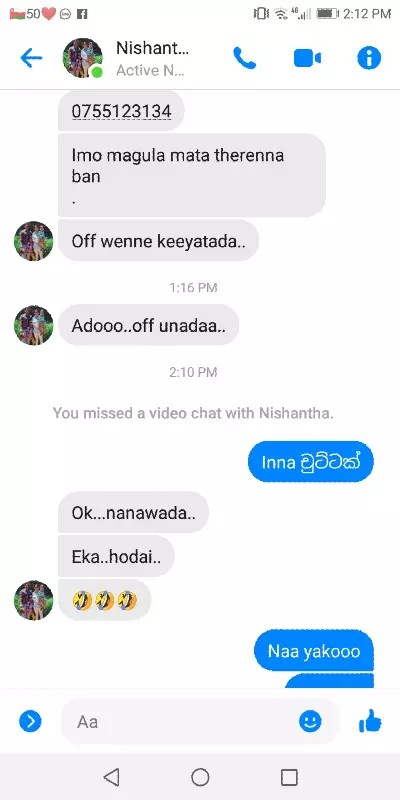 50
4G
2:12 PM
Nishant...
Active N...
0755123134
Imo magula mata therenna
ban
.
Off wenne keeyatada..
1:16 PM
Adooo..off unadaa..
2:10 PM
You missed a video chat with Nishantha.
Inna චුට්ටක්
Ok...nanawada..
Eka..hodai..
🤣🤣🤣
Naa yakooo
Aa